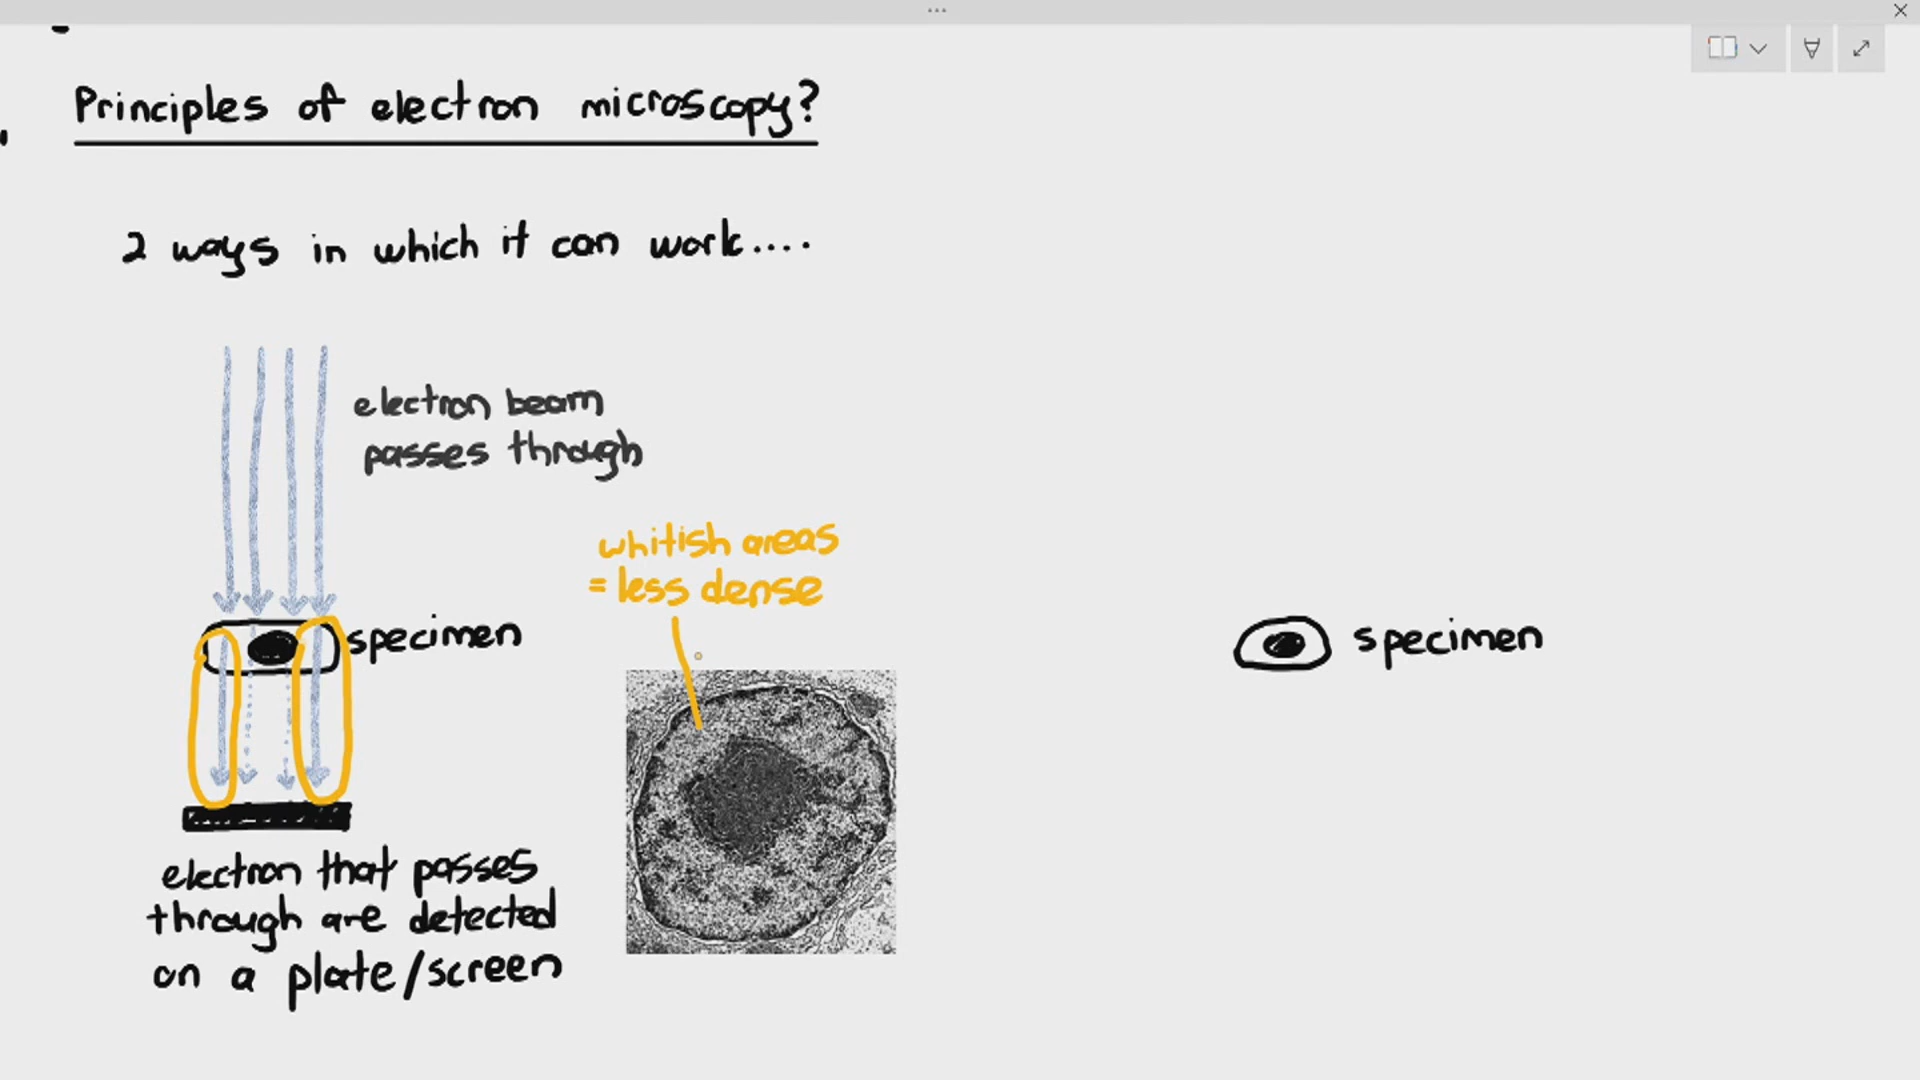 Principles of electron microscopy?
2 ways in which it can work....
electron beam
passes through
whitish areas
= less dense
specimen
specimen
electron that passes
through are detected
on a plate/screen